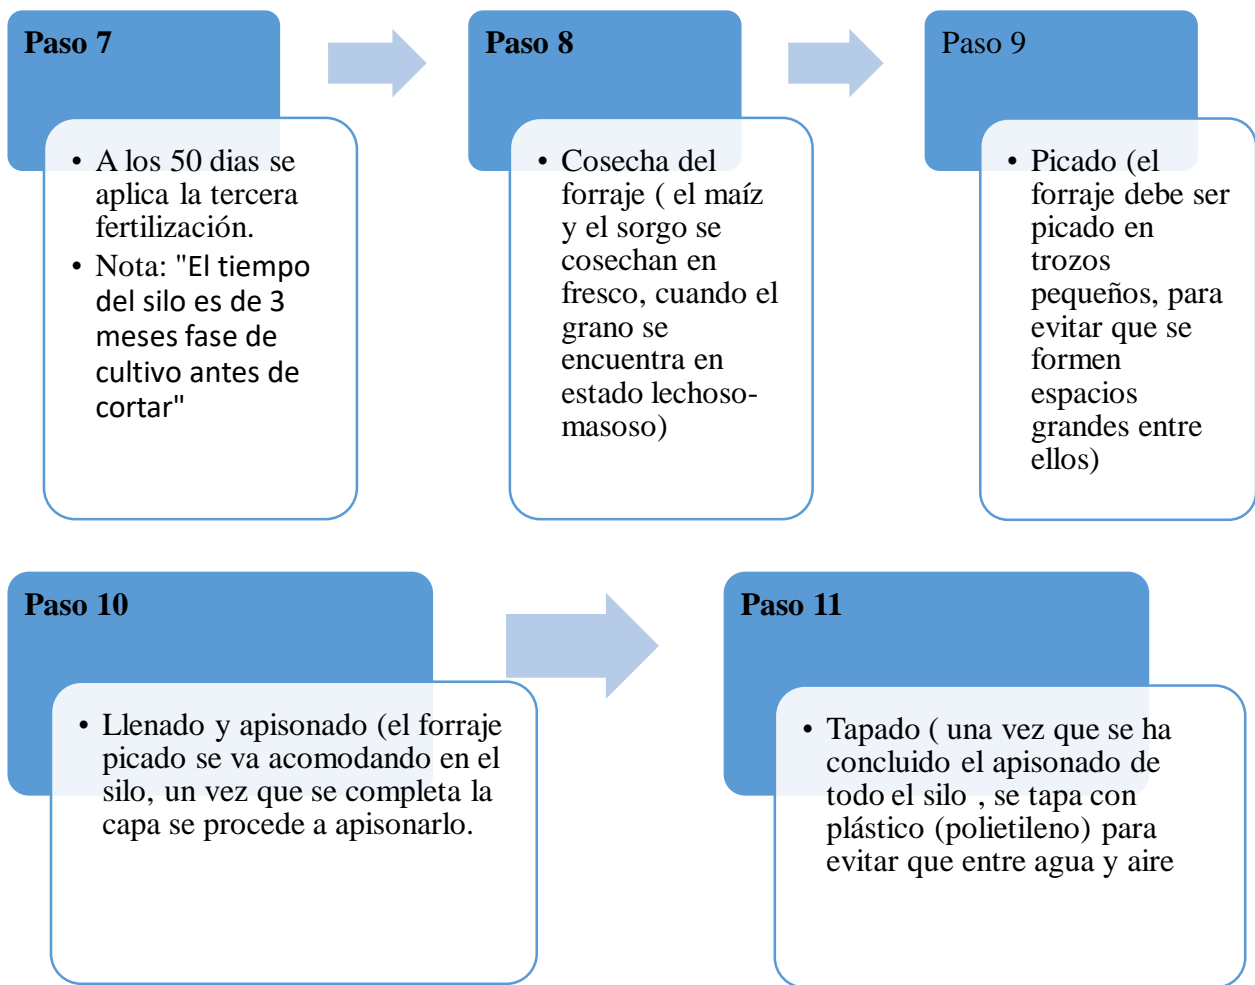 Paso 7
• A los 50 dias se
aplica la tercera
fertilización.
• Nota: "El tiempo
del silo es de 3
meses fase de
cultivo antes de
cortar"
Paso 8
• Cosecha del
forraje ( el maíz
y el sorgo se
cosechan en
fresco, cuando el
grano se
encuentra en
estado lechoso-
masoso)
Paso 9
• Picado (el
forraje debe ser
picado en
trozos
pequeños, para
evitar que se
formen
espacios
grandes entre
ellos)
Paso 10
• Llenado y apisonado (el forraje
picado se va acomodando en el
silo, un vez que se completa la
capa se procede a apisonarlo.
Paso 11
• Tapado ( una vez que se ha
concluido el apisonado de
todo el silo , se tapa con
plástico (polietileno) para
evitar que entre agua y aire